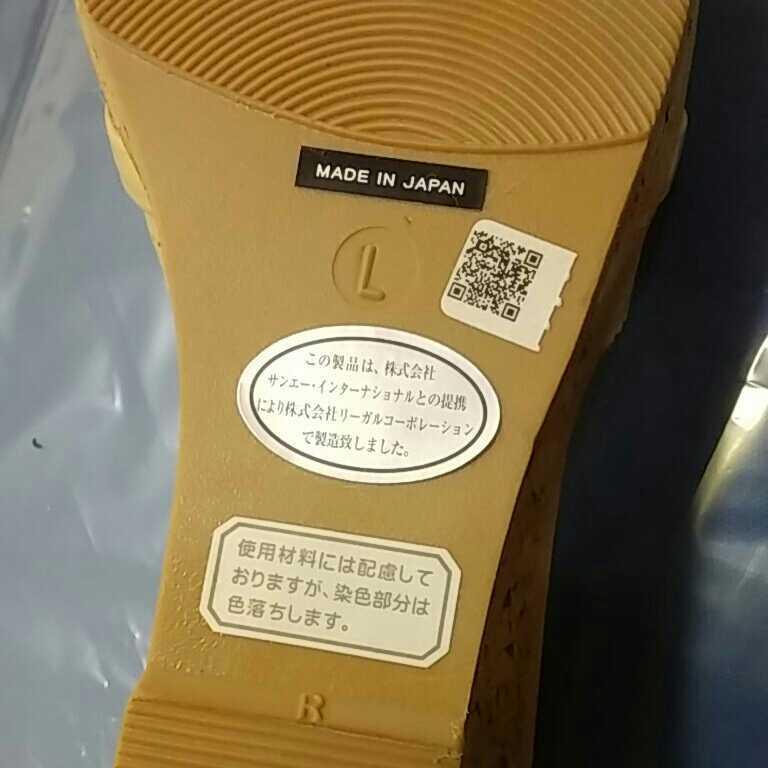 MADE IN JAPAN
L
この製品は、株式会社
サンエー・インターナショナルとの提携
により株式会社リーガルコーポレーション
で製造致しました。
使用材料には配慮して
おりますが、染色部分は
色落ちします。
R